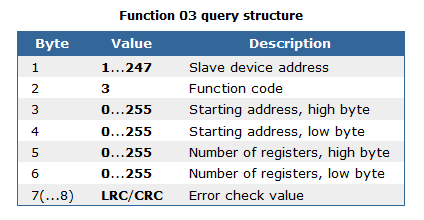 Function 03 query structure
Byte Value Description
1 1...247 Slave device address
2 3 Function code
3 0...255 Starting address, high byte
4 0...255 Starting address, low byte
5 0...255 Number of registers, high byte
6 0...255 Number of registers, low byte
7(...8) LRC/CRC Error check value